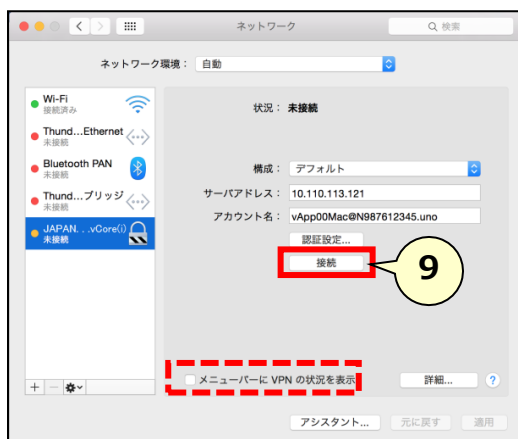 ネットワーク
検索
ネットワーク環境： 自動
Wi-Fi
接続済み
Thund...Ethernet
未接続
Bluetooth PAN
未接続
Thund...ブリッジ
未接続
JAPAN...vCore(i)
未接続
状況： 未接続
構成： デフォルト
サーバアドレス： 10.110.113.121
アカウント名： vApp00Mac@N987612345.uno
認証設定...
接続
9
メニューバーに VPN の状況を表示
詳細... ?
アシスタント... 元に戻す 適用